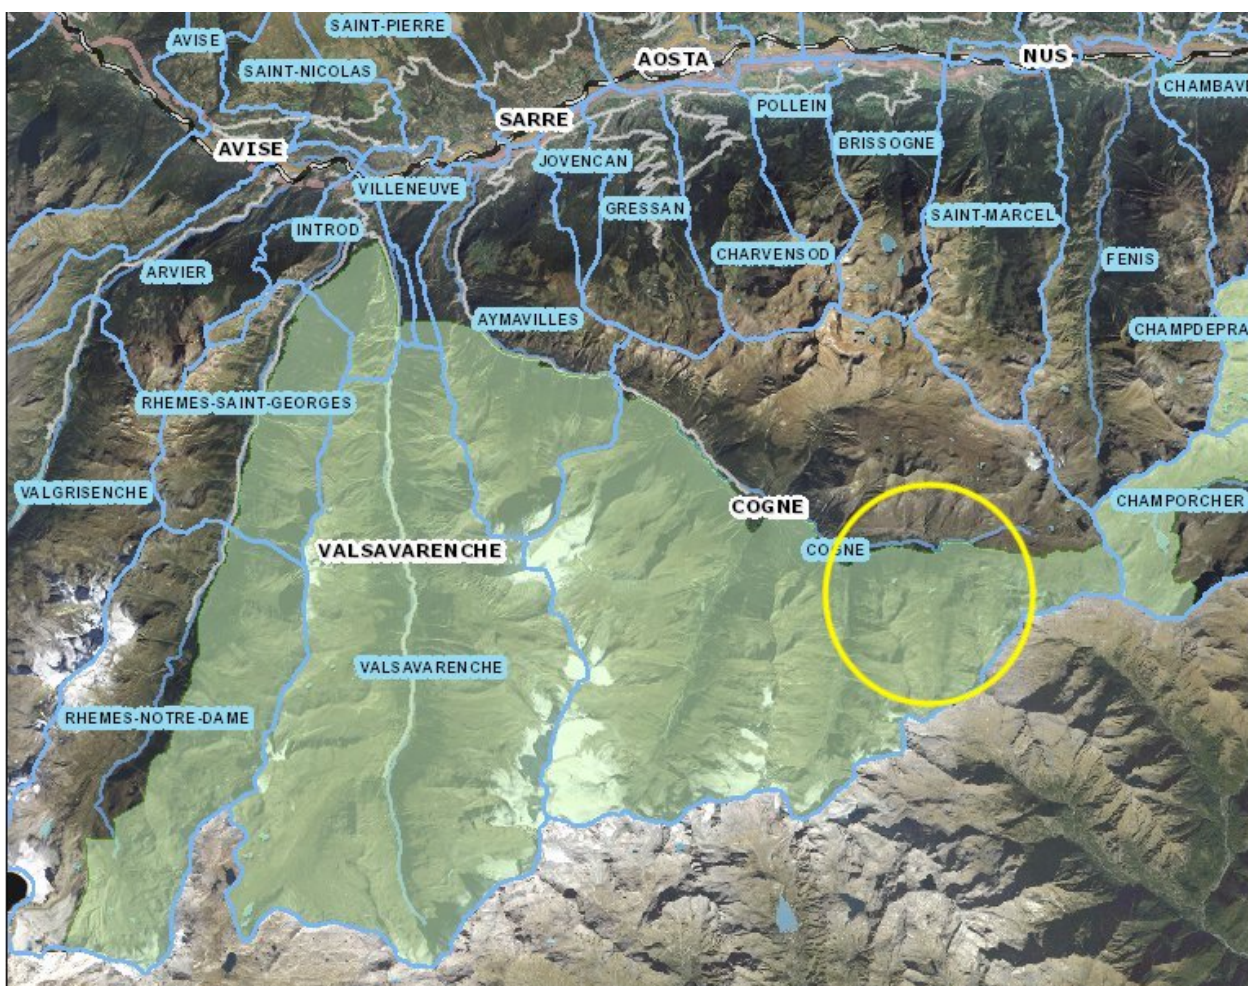 SAINT-PIERRE
AVISE
AOSTA
NUS
SAINT-NICOLAS
CHAMBAVE
POLLEIN
SARRE
BRISSOGNE
AVISE
JOVENCAN
VILLENEUVE
GRESSAN
SAINT-MARCEL
INTROD
CHARVENSOD
FENIS
ARVIER
AYMAVILLES
CHAMPDEPRA
RHEMES-SAINT-GEORGES
VALGRISENCHE
CHAMPORCHER
COGNE
VALSAVARENCHE
COGNE
VALSAVARENCHE
RHEMES-NOTRE-DAME